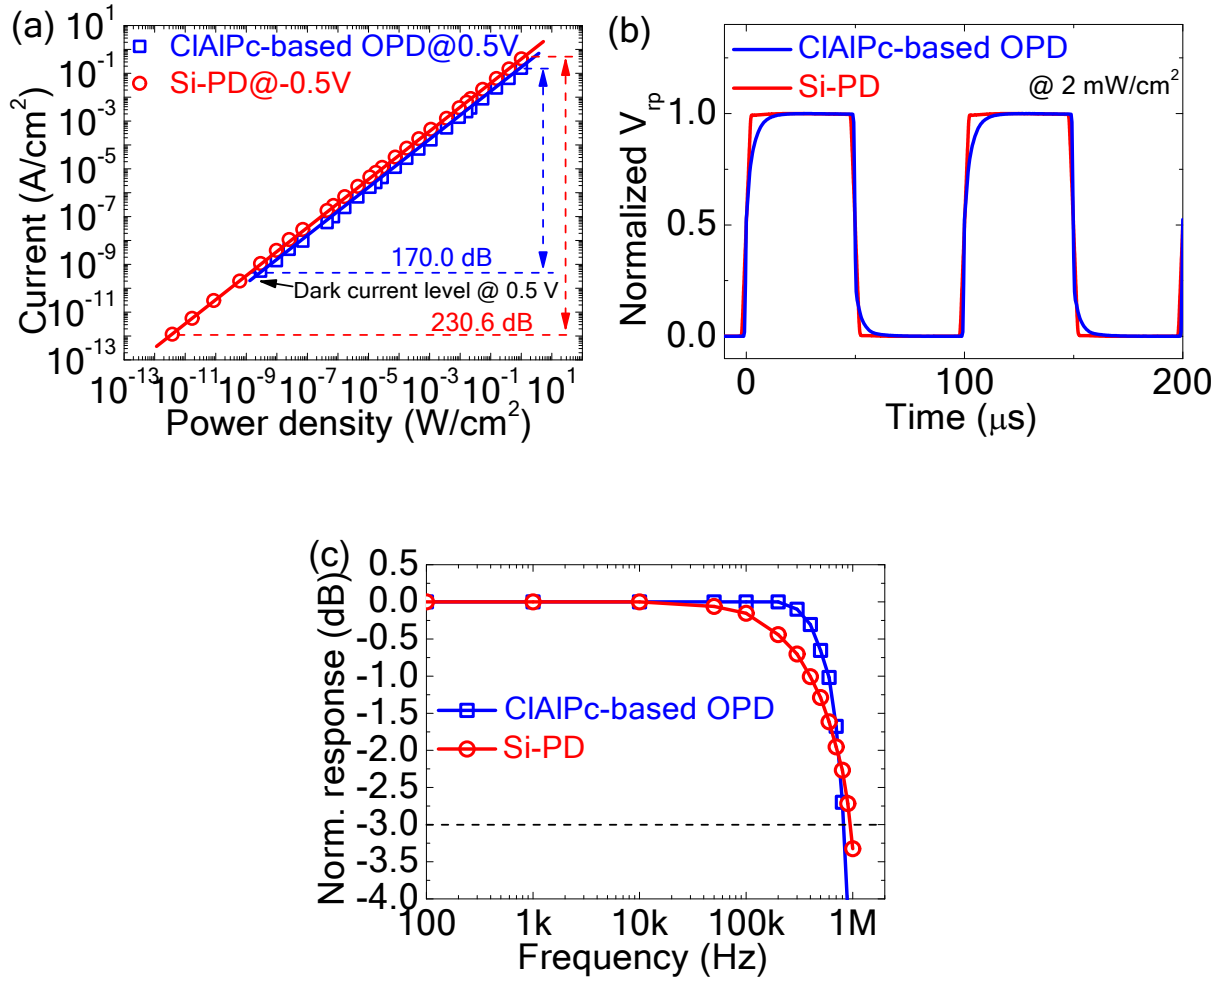 (a)
10¹
10⁻¹
10⁻³
10⁻⁵
10⁻⁷
10⁻⁹
10⁻¹¹
10⁻¹³
Current (A/cm²)
ClAlPc-based OPD@0.5V
Si-PD@-0.5V
170.0 dB
Dark current level @ 0.5 V
230.6 dB
10⁻¹³ 10⁻¹¹ 10⁻⁹ 10⁻⁷ 10⁻⁵ 10⁻³ 10⁻¹ 10¹
Power density (W/cm²)
(b)
ClAlPc-based OPD
Si-PD
@ 2 mW/cm²
1.0
0.5
0.0
Normalized Vrp
0 100 200
Time (μs)
(c)
0.5
0.0
-0.5
-1.0
-1.5
-2.0
-2.5
-3.0
-3.5
-4.0
Norm. response (dB)
ClAlPc-based OPD
Si-PD
100 1k 10k 100k 1M
Frequency (Hz)